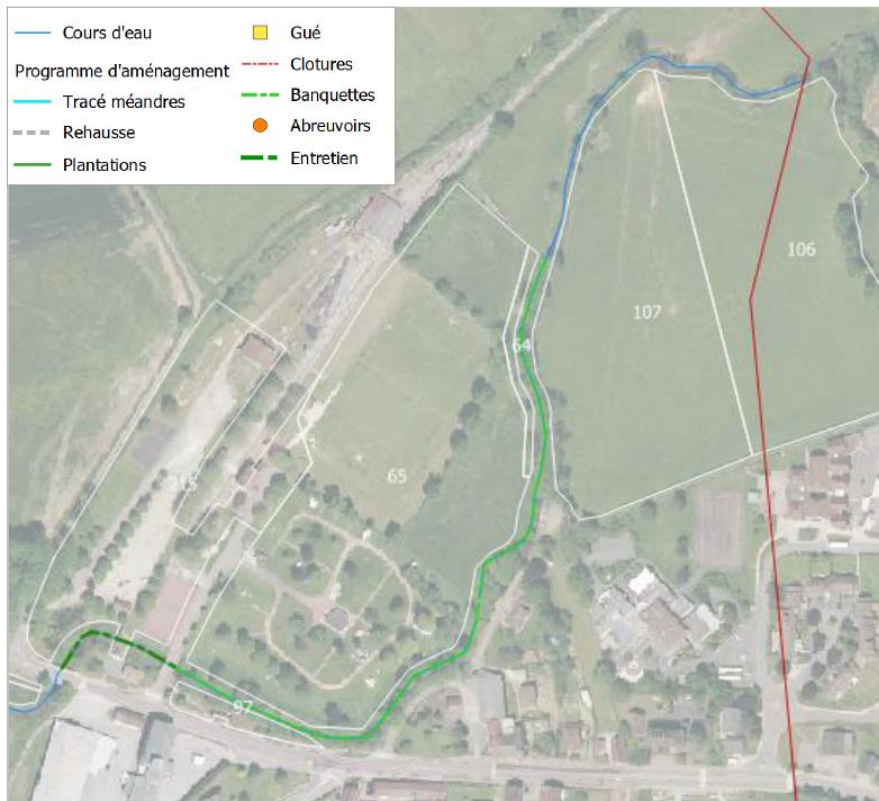 Cours d'eau
Programme d'aménagement
Tracé méandres
Rehausse
Plantations
Gué
Clotures
Banquettes
Abreuvoirs
Entretien
106
107
64
65
215
97